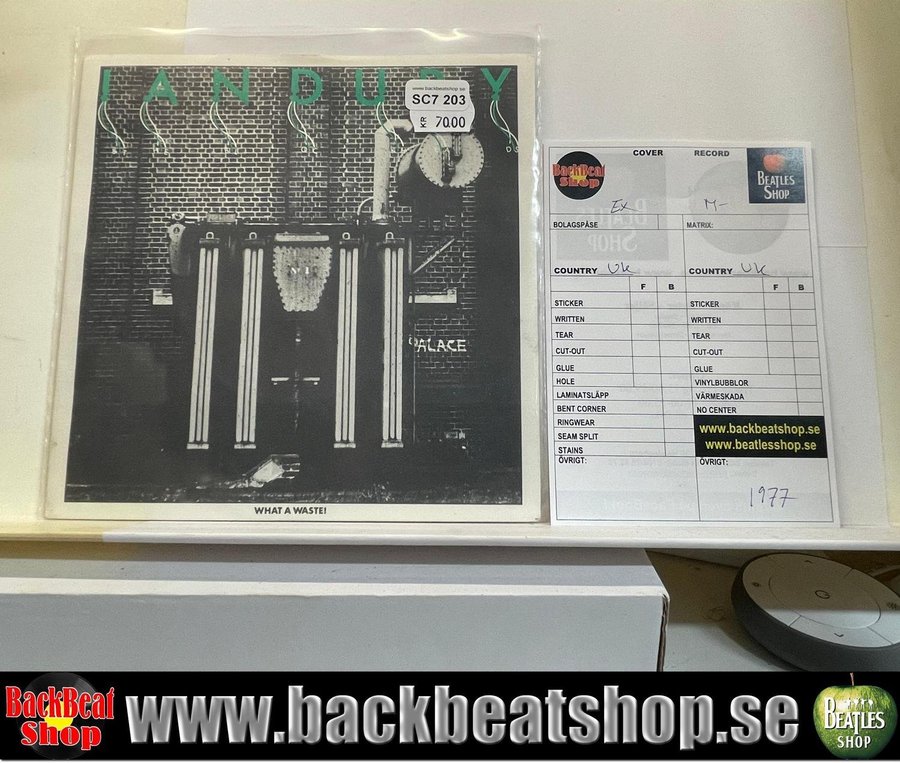 IAN DURY
www.backbeatshop.se
SC7 203
KR 7000
PALACE
WHAT A WASTE!
BackBeat
Shop
COVER RECORD
BEATLES
SHOP
Ex M-
BOLAGSPÅSE MATRIX:
COUNTRY UK COUNTRY UK
F B F B
STICKER STICKER
WRITTEN WRITTEN
TEAR TEAR
CUT-OUT CUT-OUT
GLUE GLUE
HOLE VINYLBUBBLOR
LAMINATSLÄPP VÄRMESKADA
BENT CORNER NO CENTER
RINGWEAR
SEAM SPLIT
STAINS
www.backbeatshop.se
www.beatlesshop.se
ÖVRIGT: ÖVRIGT:
1977
BackBeat
Shop
www.backbeatshop.se
BEATLES
SHOP